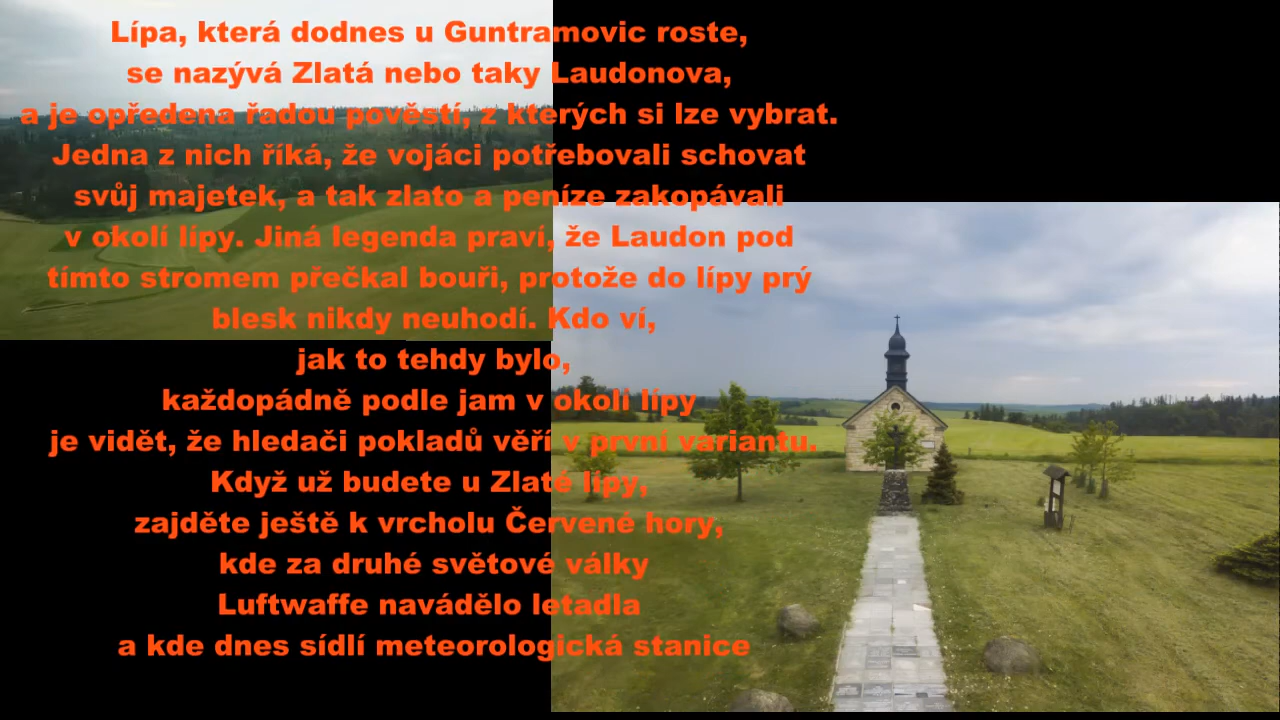 Lípa, která dodnes u Guntramovic roste,
se nazývá Zlatá nebo taky Laudonova,
a je opředena řadou pověstí, z kterých si lze vybrat.
Jedna z nich říká, že vojáci potřebovali schovat
svůj majetek, a tak zlato a peníze zakopávali
v okolí lípy. Jiná legenda praví, že Laudon pod
tímto stromem přečkal bouři, protože do lípy prý
blesk nikdy neuhodí. Kdo ví,
jak to tehdy bylo,
každopádně podle jam v okolí lípy
je vidět, že hledači pokladů věří v první variantu.
Když už budete u Zlaté lípy,
zajděte ještě k vrcholu Červené hory,
kde za druhé světové války
Luftwaffe navádělo letadla
a kde dnes sídlí meteorologická stanice